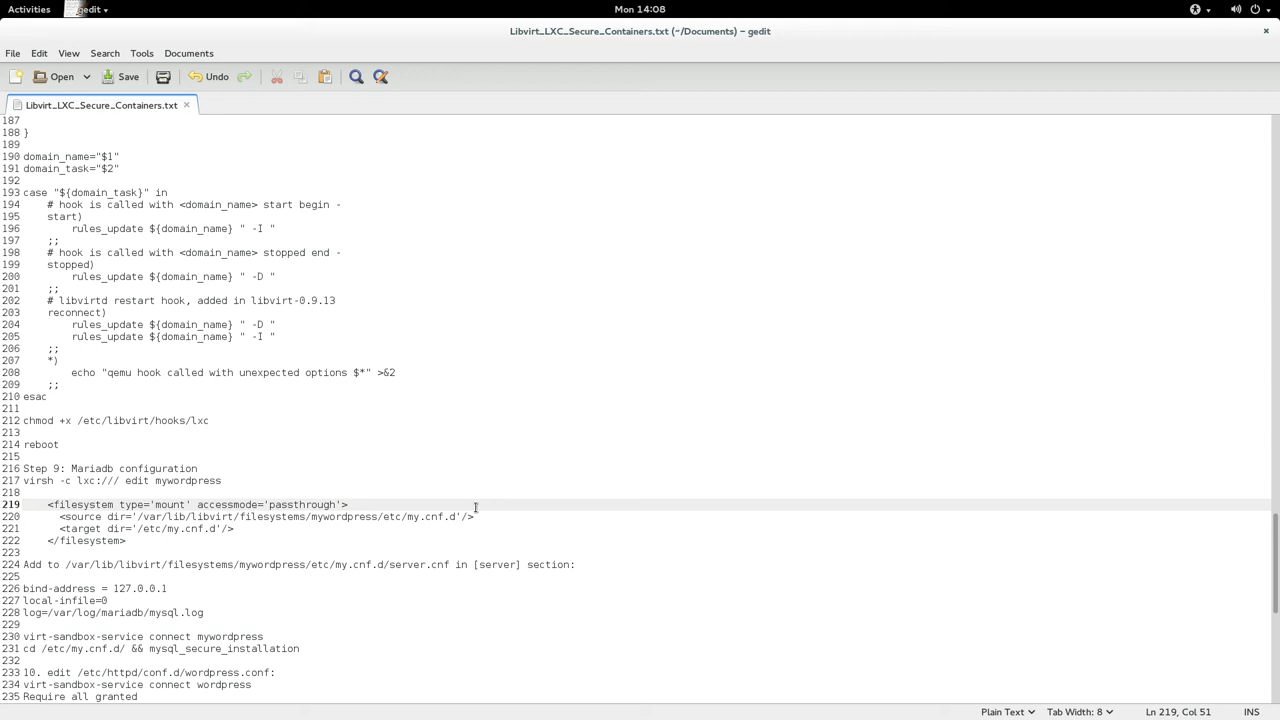 Activities
gedit
Mon 14:08
Libvirt_LXC_Secure_Containers.txt (~/Documents) – gedit
File Edit View Search Tools Documents
Open Save Undo
Libvirt_LXC_Secure_Containers.txt
187
188 }
189
190 domain_name="$1"
191 domain_task="$2"
192
193 case "${domain_task}" in
194     # hook is called with <domain_name> start begin -
195     start)
196         rules_update ${domain_name} " -I "
197     ;;
198     # hook is called with <domain_name> stopped end -
199     stopped)
200         rules_update ${domain_name} " -D "
201     ;;
202     # libvirtd restart hook, added in libvirt-0.9.13
203     reconnect)
204         rules_update ${domain_name} " -D "
205         rules_update ${domain_name} " -I "
206     ;;
207     *)
208         echo "qemu hook called with unexpected options $*" >&2
209     ;;
210 esac
211
212 chmod +x /etc/libvirt/hooks/lxc
213
214 reboot
215
216 Step 9: Mariadb configuration
217 virsh -c lxc:/// edit mywordpress
218
219     <filesystem type='mount' accessmode='passthrough'>
220       <source dir='/var/lib/libvirt/filesystems/mywordpress/etc/my.cnf.d'/>
221       <target dir='/etc/my.cnf.d'/>
222     </filesystem>
223
224 Add to /var/lib/libvirt/filesystems/mywordpress/etc/my.cnf.d/server.cnf in [server] section:
225
226 bind-address = 127.0.0.1
227 local-infile=0
228 log=/var/log/mariadb/mysql.log
229
230 virt-sandbox-service connect mywordpress
231 cd /etc/my.cnf.d/ && mysql_secure_installation
232
233 10. edit /etc/httpd/conf.d/wordpress.conf:
234 virt-sandbox-service connect wordpress
235 Require all granted
Plain Text Tab Width: 8 Ln 219, Col 51 INS